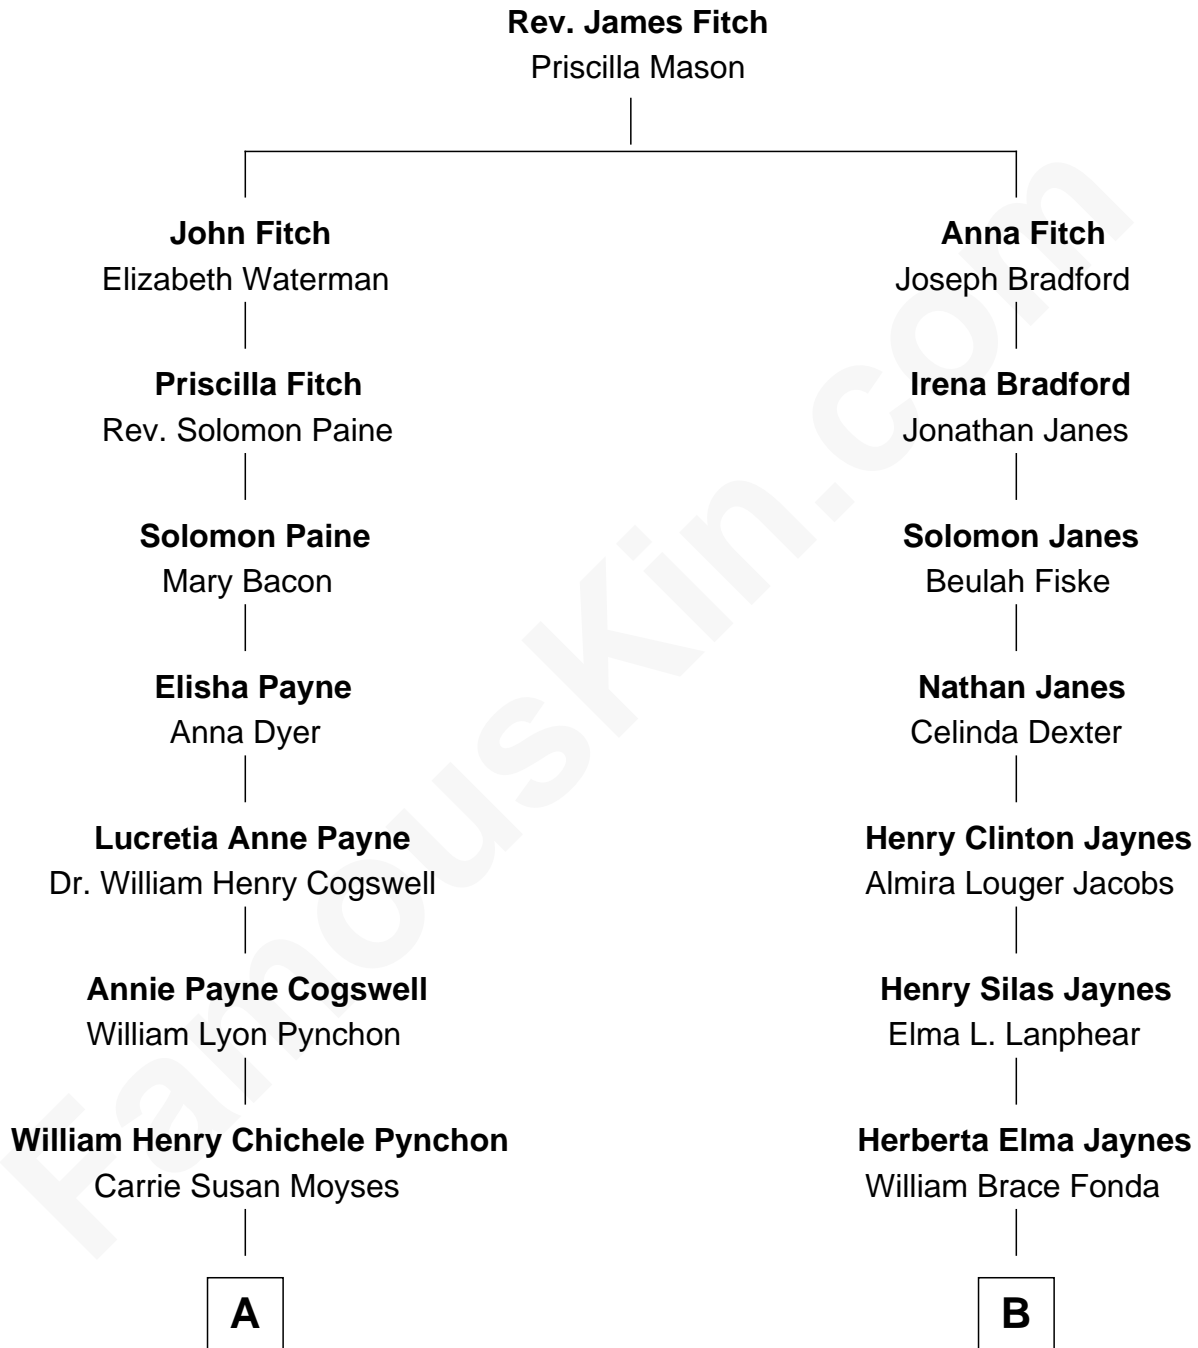 Rev. James Fitch
Priscilla Mason
John Fitch
Elizabeth Waterman
Anna Fitch
Joseph Bradford
Priscilla Fitch
Rev. Solomon Paine
Irena Bradford
Jonathan Janes
Solomon Paine
Mary Bacon
Solomon Janes
Beulah Fiske
Elisha Payne
Anna Dyer
Nathan Janes
Celinda Dexter
Lucretia Anne Payne
Dr. William Henry Cogswell
Henry Clinton Jaynes
Almira Louger Jacobs
Annie Payne Cogswell
William Lyon Pynchon
Henry Silas Jaynes
Elma L. Lanphear
William Henry Chichele Pynchon
Carrie Susan Moyses
Herberta Elma Jaynes
William Brace Fonda
A
B
FamousKin.com